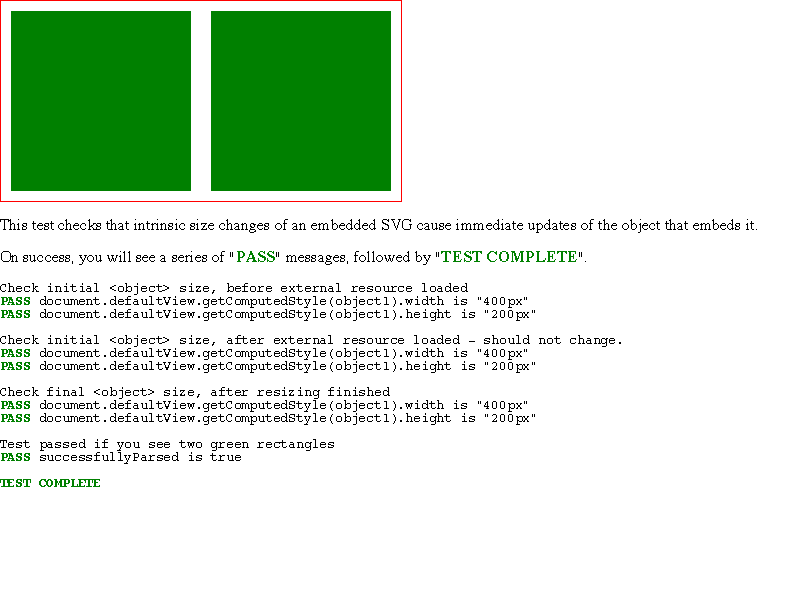 This test checks that intrinsic size changes of an embedded SVG cause immediate updates of the object that embeds it.
On success, you will see a series of "PASS" messages, followed by "TEST COMPLETE".
Check initial <object> size, before external resource loaded
PASS document.defaultView.getComputedStyle(object1).width is "400px"
PASS document.defaultView.getComputedStyle(object1).height is "200px"
Check initial <object> size, after external resource loaded - should not change.
PASS document.defaultView.getComputedStyle(object1).width is "400px"
PASS document.defaultView.getComputedStyle(object1).height is "200px"
Check final <object> size, after resizing finished
PASS document.defaultView.getComputedStyle(object1).width is "400px"
PASS document.defaultView.getComputedStyle(object1).height is "200px"
Test passed if you see two green rectangles
PASS successfullyParsed is true
TEST COMPLETE